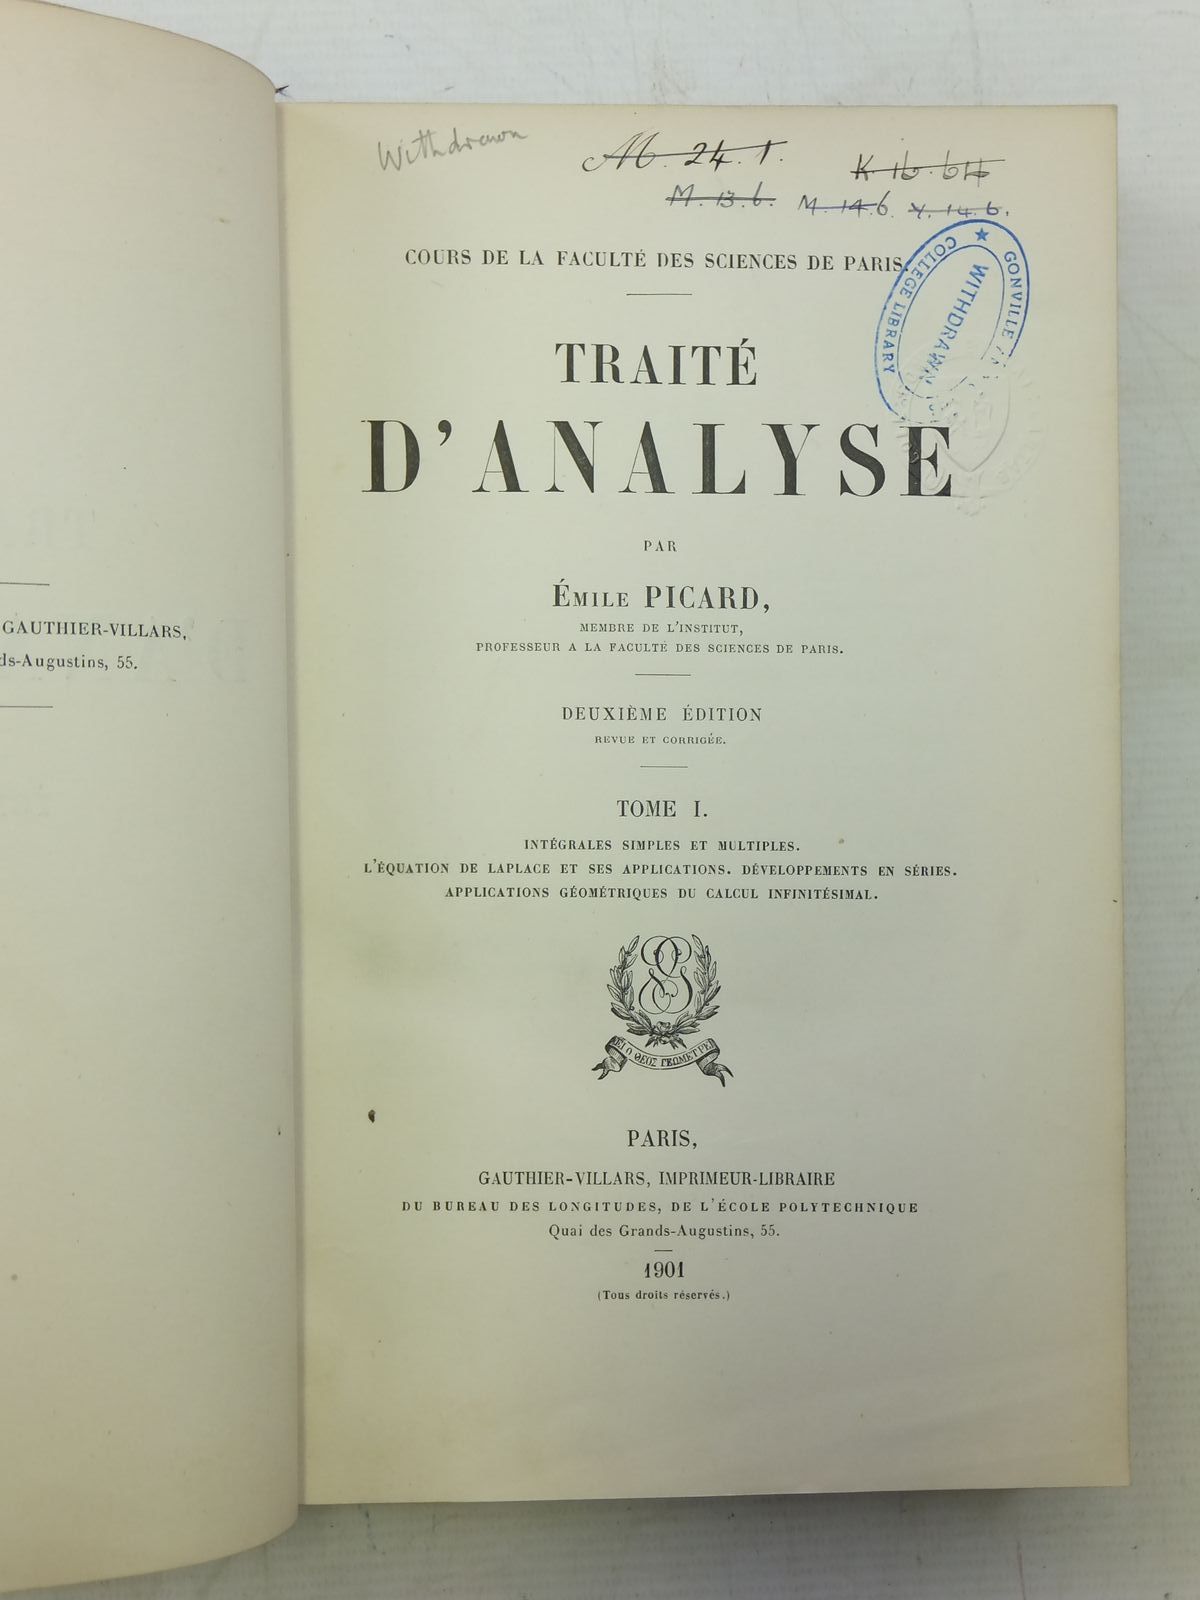 GAUTHIER-VILLARS,
ds-Augustins, 55.
Withdrawn
M. 24. 1.
K. 16. 64
M. 13. 6. M. 14. 6. Y. 14. 6.
COURS DE LA FACULTÉ DES SCIENCES DE PARIS.
GONVILLE
COLLEGE LIBRARY
WITHDRAWN
TRAITÉ
D'ANALYSE
PAR
ÉMILE PICARD,
MEMBRE DE L'INSTITUT,
PROFESSEUR A LA FACULTÉ DES SCIENCES DE PARIS.
DEUXIÈME ÉDITION
REVUE ET CORRIGÉE.
TOME I.
INTÉGRALES SIMPLES ET MULTIPLES.
L'ÉQUATION DE LAPLACE ET SES APPLICATIONS. DÉVELOPPEMENTS EN SÉRIES.
APPLICATIONS GÉOMÉTRIQUES DU CALCUL INFINITÉSIMAL.
Ο ΘΕΟΣ ΓΕΩΜΕΤΡΕΙ
PARIS,
GAUTHIER-VILLARS, IMPRIMEUR-LIBRAIRE
DU BUREAU DES LONGITUDES, DE L'ÉCOLE POLYTECHNIQUE
Quai des Grands-Augustins, 55.
1901
(Tous droits réservés.)